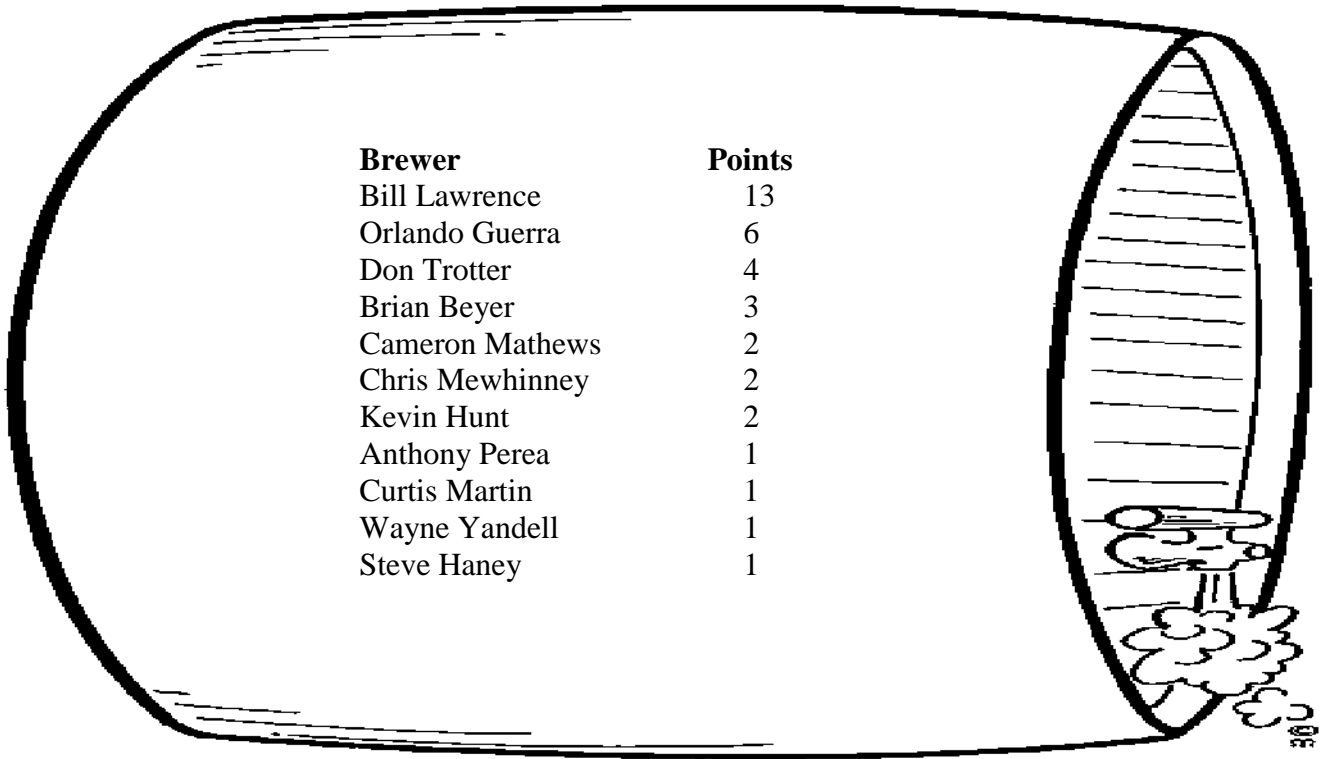 Brewer Points
Bill Lawrence 13
Orlando Guerra 6
Don Trotter 4
Brian Beyer 3
Cameron Mathews 2
Chris Mewhinney 2
Kevin Hunt 2
Anthony Perea 1
Curtis Martin 1
Wayne Yandell 1
Steve Haney 1